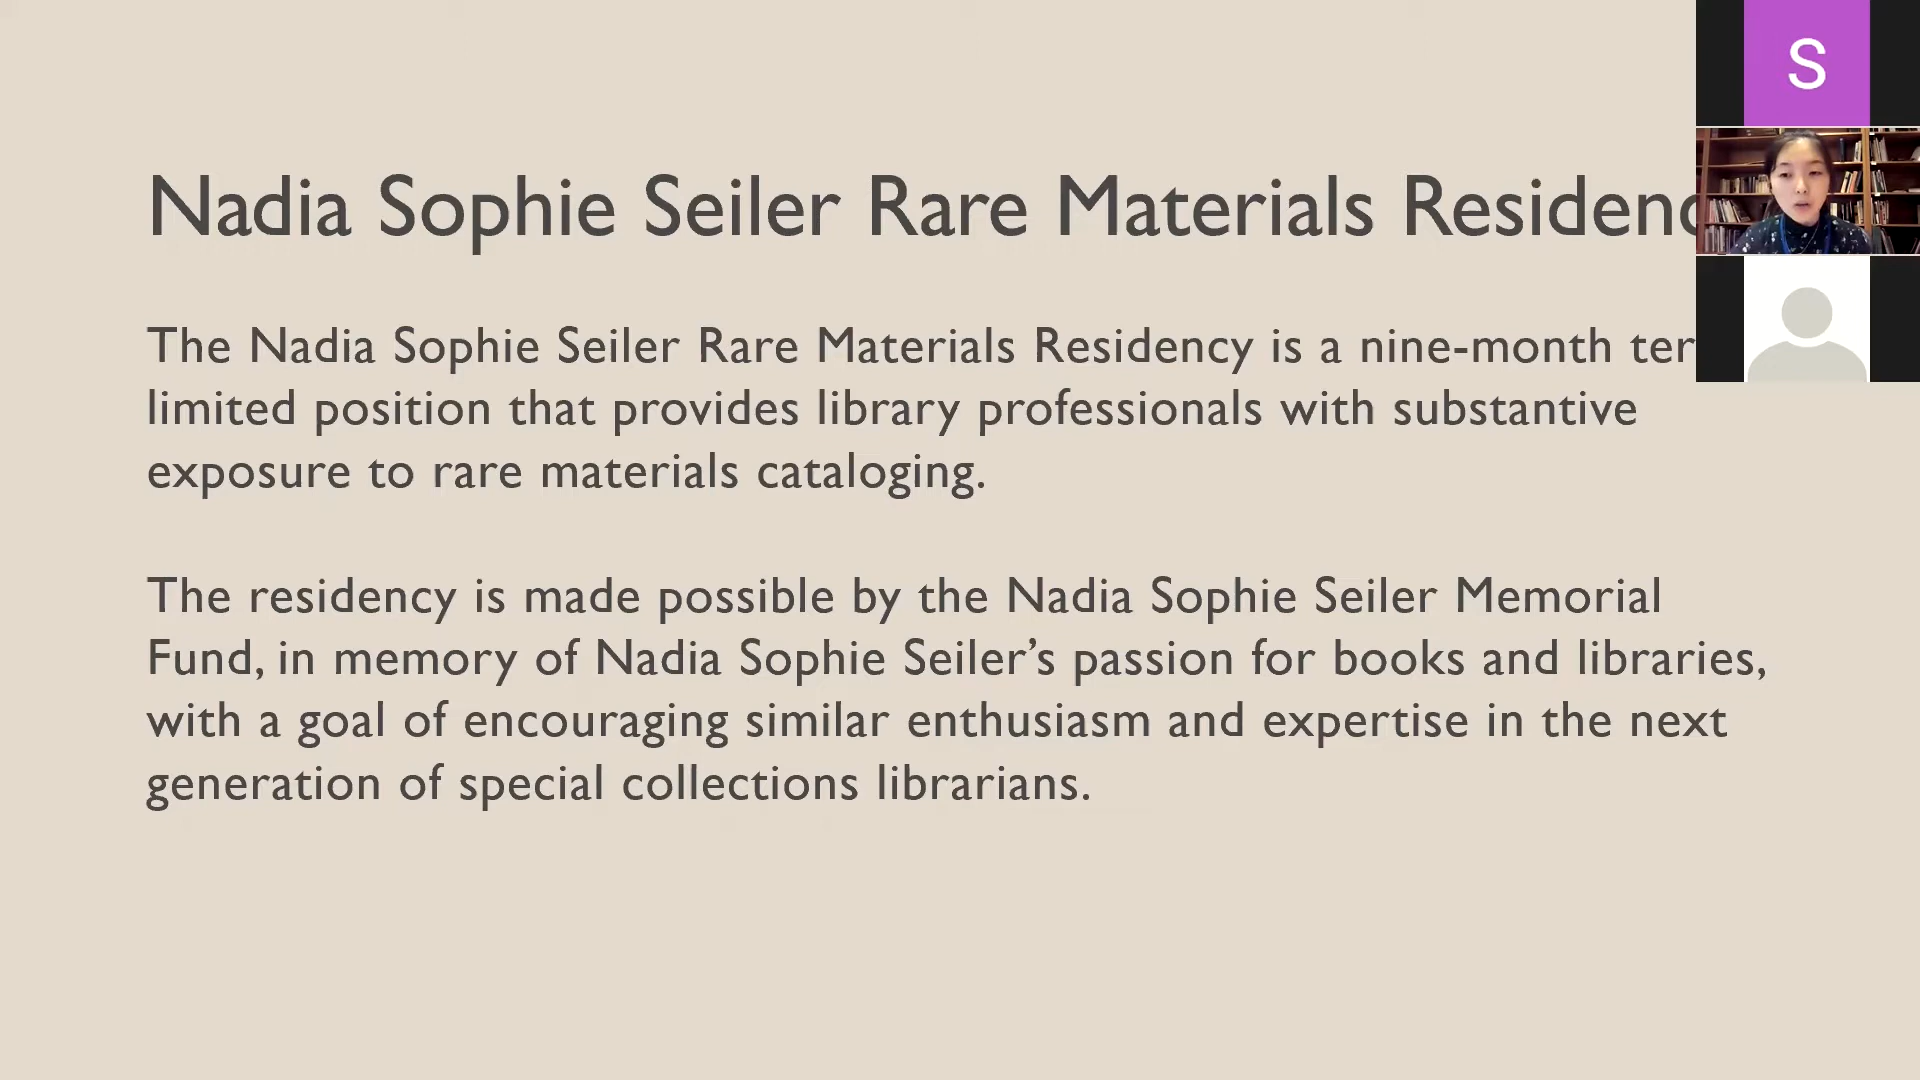 S
Nadia Sophie Seiler Rare Materials
The Nadia Sophie Seiler Rare Materials Residency is a nine-month
limited position that provides library professionals with substantive
exposure to rare materials cataloging.
The residency is made possible by the Nadia Sophie Seiler Memorial
Fund, in memory of Nadia Sophie Seiler’s passion for books and libraries,
with a goal of encouraging similar enthusiasm and expertise in the next
generation of special collections librarians.